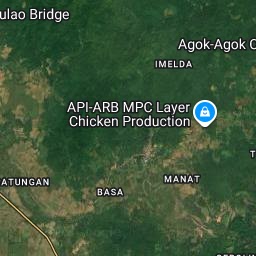 ulao Bridge
Agok-Agok C
IMELDA
API-ARB MPC Layer
Chicken Production
T
MANAT
ATUNGAN
BASA